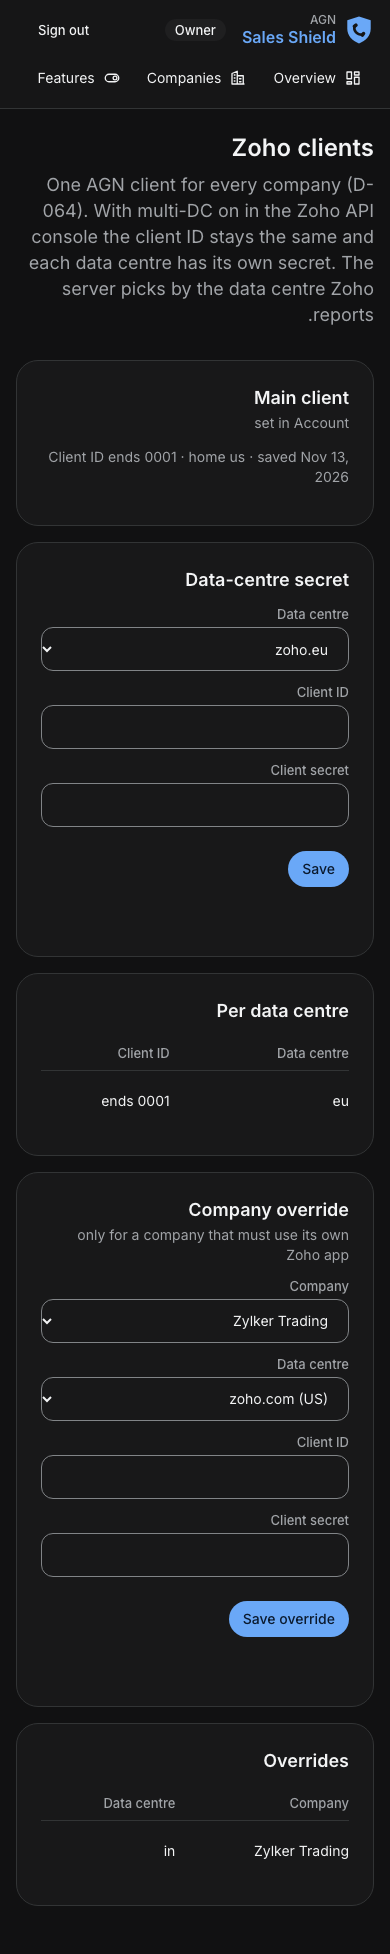 AGN
Sales Shield
Owner
Sign out
Overview
Companies
Features
Zoho clients
One AGN client for every company (D-
064). With multi-DC on in the Zoho API
console the client ID stays the same and
each data centre has its own secret. The
server picks by the data centre Zoho
.reports
Main client
set in Account
Client ID ends 0001 · home us · saved Nov 13,
2026
Data-centre secret
Data centre
zoho.eu
Client ID
Client secret
Save
Per data centre
Data centre
Client ID
eu
ends 0001
Company override
only for a company that must use its own
Zoho app
Company
Zylker Trading
Data centre
zoho.com (US)
Client ID
Client secret
Save override
Overrides
Company
Data centre
Zylker Trading
in